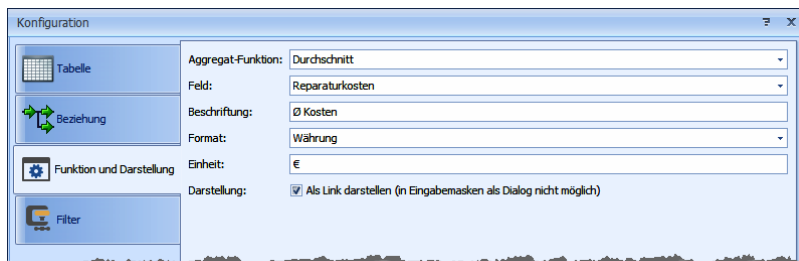 Konfiguration
Tabelle
Beziehung
Funktion und Darstellung
Filter
Aggregat-Funktion: Durchschnitt
Feld: Reparaturkosten
Beschriftung: Ø Kosten
Format: Währung
Einheit: €
Darstellung: Als Link darstellen (in Eingabemasken als Dialog nicht möglich)